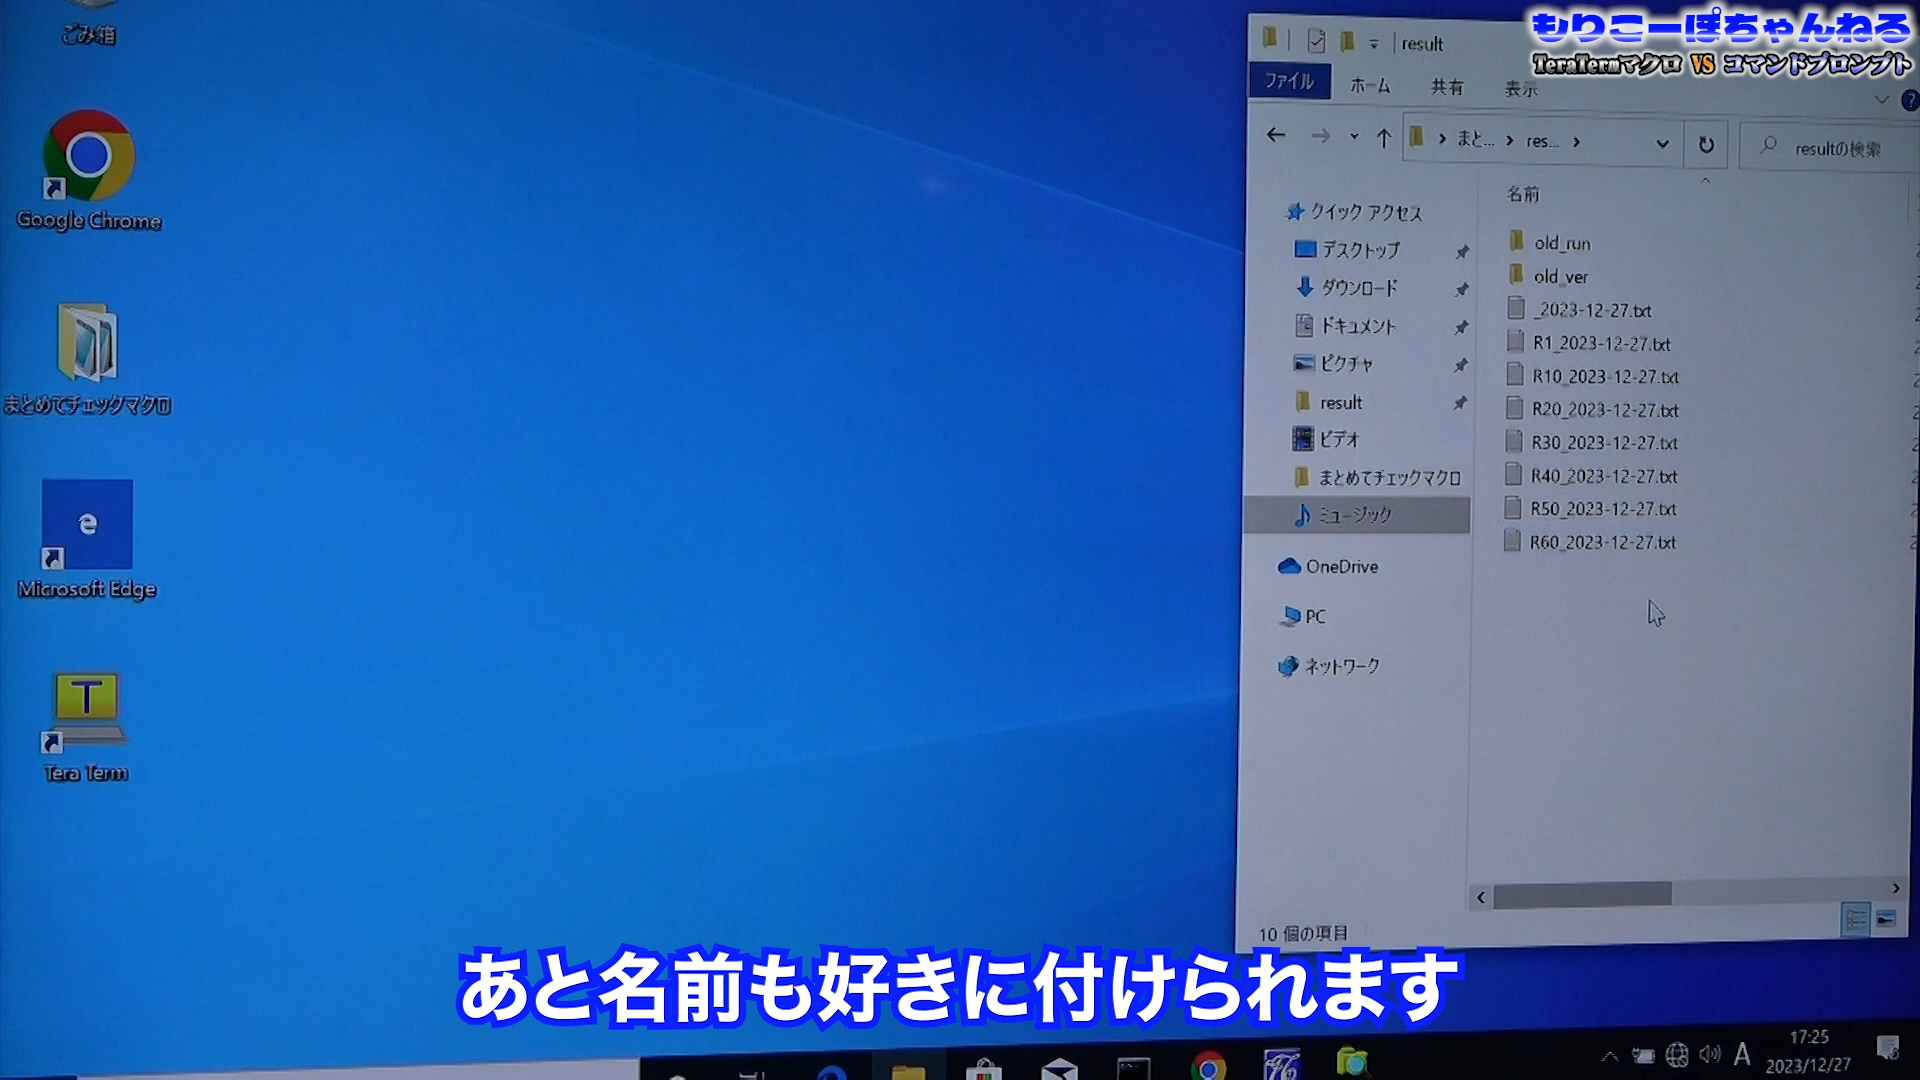 ごみ箱
Google Chrome
まとめてチェックマクロ
Microsoft Edge
Tera Term
もりこーぽちゃんねる
TeraTermマクロ VS コマンドプロンプト
result
ファイル ホーム 共有 表示
まと... res... resultの検索
クイック アクセス
デスクトップ
ダウンロード
ドキュメント
ピクチャ
result
ビデオ
まとめてチェックマクロ
ミュージック
OneDrive
PC
ネットワーク
名前
old_run
old_ver
_2023-12-27.txt
R1_2023-12-27.txt
R10_2023-12-27.txt
R20_2023-12-27.txt
R30_2023-12-27.txt
R40_2023-12-27.txt
R50_2023-12-27.txt
R60_2023-12-27.txt
10 個の項目
あと名前も好きに付けられます
A
17:25
2023/12/27